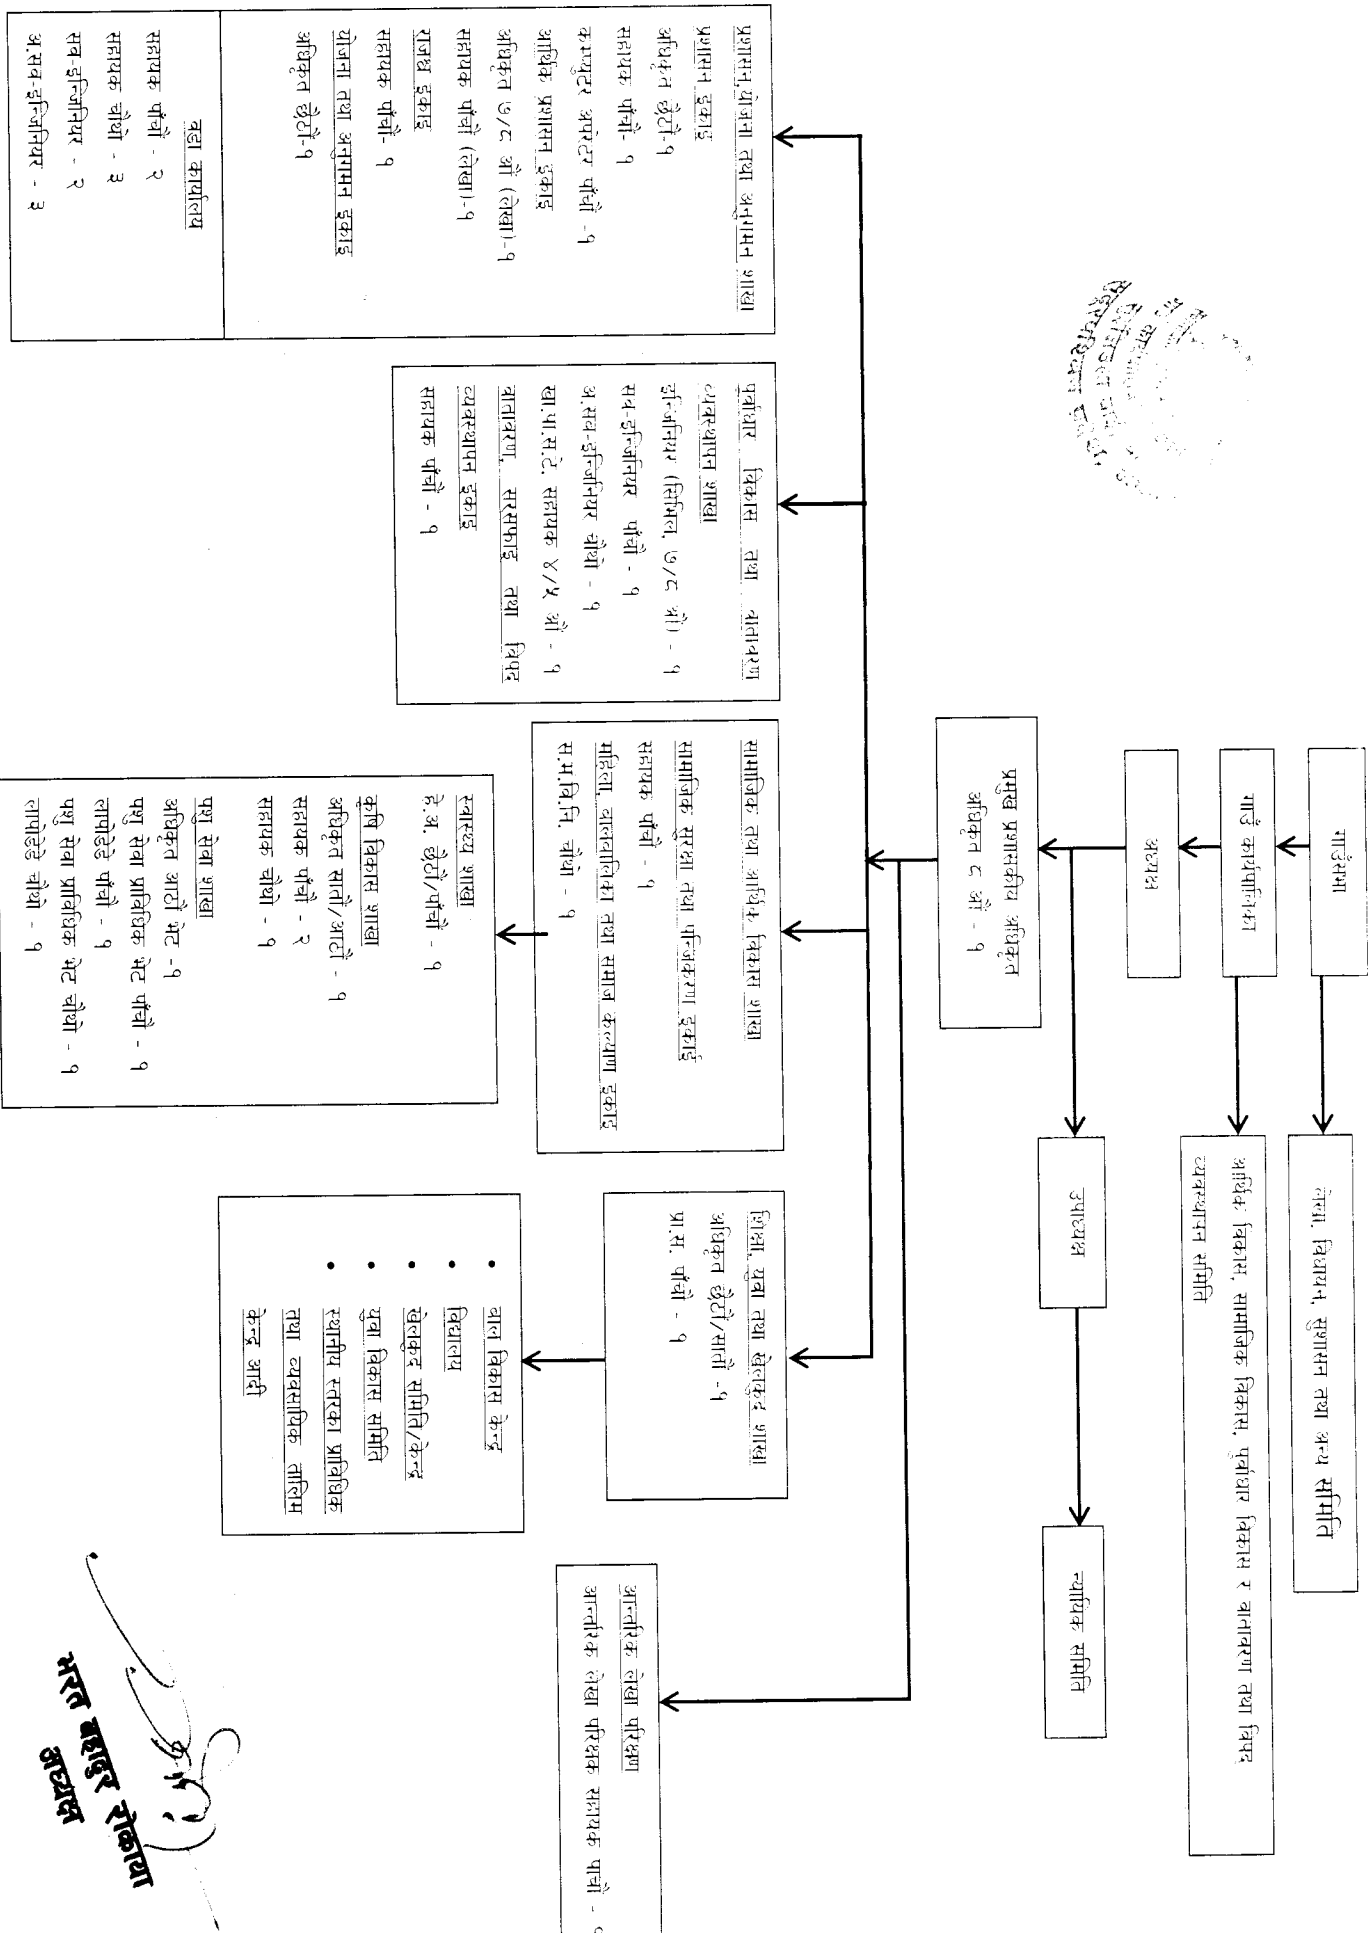 गाउँसभा
लेखा, विधायन, सुशासन तथा अन्य समिति
गाउँ कार्यपालिका
आर्थिक विकास, सामाजिक विकास, पूर्वाधार विकास र वातावरण तथा विपद
व्यवस्थापन समिति
अध्यक्ष
उपाध्यक्ष
न्यायिक समिति
प्रमुख प्रशासकीय अधिकृत
अधिकृत ८ औं - १
प्रशासन,योजना तथा अनुगमन शाखा
प्रशासन इकाई
अधिकृत छैटौं-१
सहायक पाँचौ- १
कम्प्युटर अपरेटर पाँचौ -१
आर्थिक प्रशासन इकाई
अधिकृत ७/८ औं (लेखा)-१
सहायक पाँचौ (लेखा)-१
राजश्व इकाई
सहायक पाँचौ- १
योजना तथा अनुगमन इकाई
अधिकृत छैटौं-१
वडा कार्यालय
सहायक पाँचौ - २
सहायक चौथो - ३
सव-इन्जिनियर - २
अ.सव-इन्जिनियर - ३
पूर्वाधार विकास तथा वातावरण
व्यवस्थापन शाखा
इन्जिनियर (सिभिल, ७/८ औं) - १
सव-इन्जिनियर पाँचौ - १
अ.सव-इन्जिनियर चौथो - १
खा.पा.स.टे. सहायक ४/५ औं - १
वातावरण, सरसफाइ तथा विपद
व्यवस्थापन इकाइ
सहायक पाँचौ - १
सामाजिक तथा आर्थिक विकास शाखा
सामाजिक सुरक्षा तथा पन्जिकरण इकाई
सहायक पाँचौ - १
महिला, वालवालिका तथा समाज कल्याण इकाइ
स.म.वि.नि. चौथा - १
स्वास्थ्य शाखा
हे.अ. छैटौं/पाँचौ - १
कृषि विकास शाखा
अधिकृत सातौं/आठौं - १
सहायक पाँचौ - २
सहायक चौथो - १
पशु सेवा शाखा
अधिकृत आठौं भेट -१
पशु सेवा प्राविधिक भेट पाँचौ - १
लापोहेडे पाँचौ - १
पशु सेवा प्राविधिक भेट चौथो - १
लापोहेडे चौथो - १
शिक्षा, युवा तथा खेलकुद शाखा
अधिकृत छैटौं/सातौं -१
प्रा.स. पाँचौ - १
• वाल विकास केन्द्र
• विद्यालय
• खेलकुद समिति/केन्द्र
• युवा विकास समिति
• स्थानीय स्तरका प्राविधिक
तथा व्यवसायिक तालिम
केन्द्र आदी
आन्तरिक लेखा परिक्षण
आन्तरिक लेखा परिक्षक सहायक पाचौं -
भरत बहादुर रोकाया
अध्यक्ष